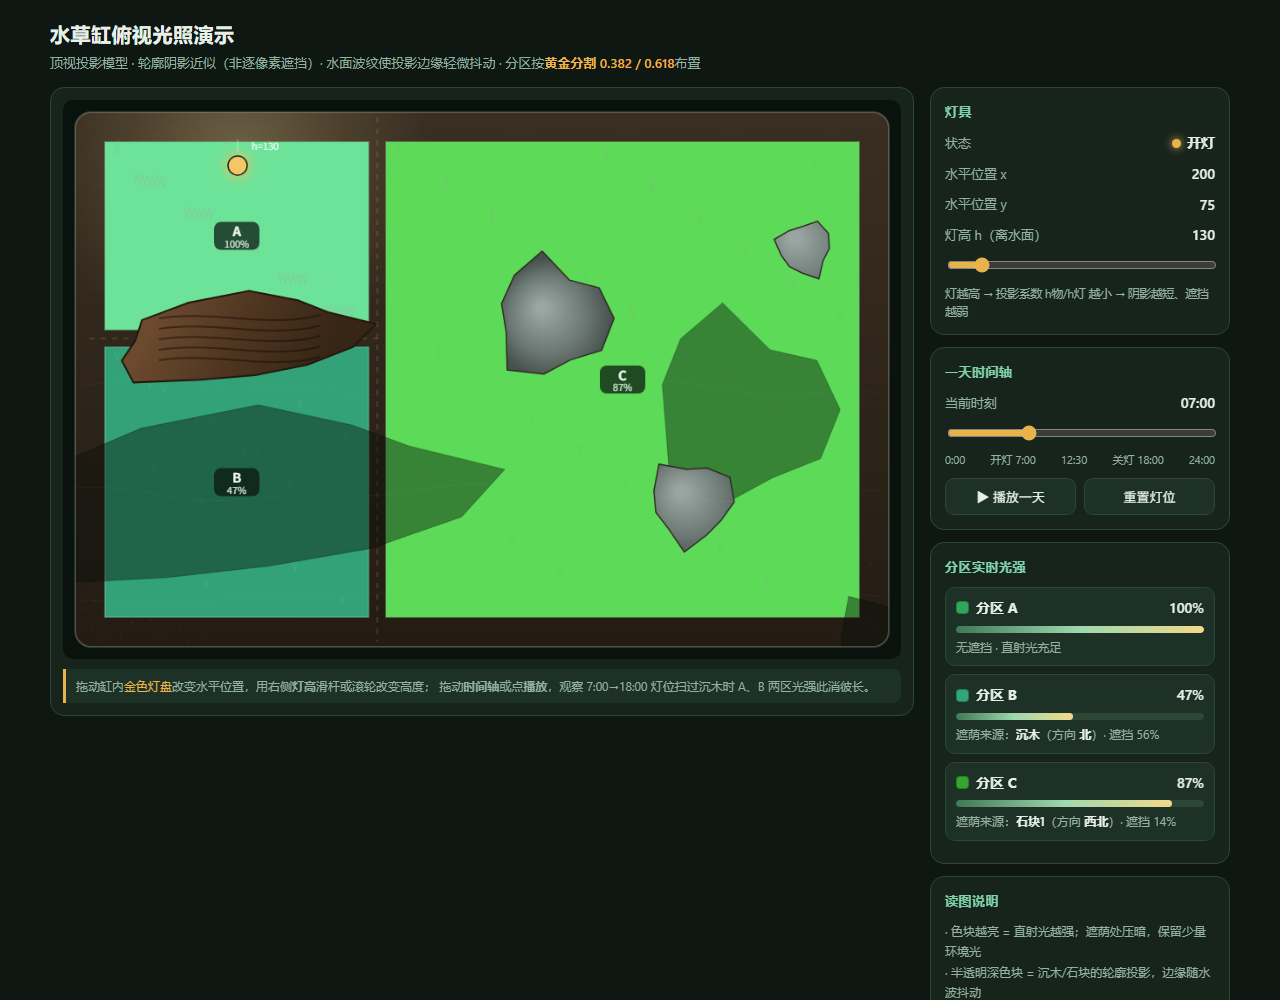 水草缸俯视光照演示
顶视投影模型 · 轮廓阴影近似（非逐像素遮挡） · 水面波纹使投影边缘轻微抖动 · 分区按黄金分割 0.382 / 0.618布置
h=130
A
100%
C
87%
B
47%
拖动缸内金色灯盘改变水平位置，用右侧灯高滑杆或滚轮改变高度； 拖动时间轴或点播放，观察 7:00→18:00 灯位扫过沉木时 A、B 两区光强此消彼长。
灯具
状态 开灯
水平位置 x 200
水平位置 y 75
灯高 h（离水面） 130
灯越高 → 投影系数 h物/h灯 越小 → 阴影越短、遮挡
越弱
一天时间轴
当前时刻 07:00
0:00 开灯 7:00 12:30 关灯 18:00 24:00
▶ 播放一天 重置灯位
分区实时光强
分区 A 100%
无遮挡 · 直射光充足
分区 B 47%
遮荫来源：沉木（方向 北）· 遮挡 56%
分区 C 87%
遮荫来源：石块1（方向 西北）· 遮挡 14%
读图说明
· 色块越亮 = 直射光越强；遮荫处压暗，保留少量
环境光
· 半透明深色块 = 沉木/石块的轮廓投影，边缘随水
波抖动